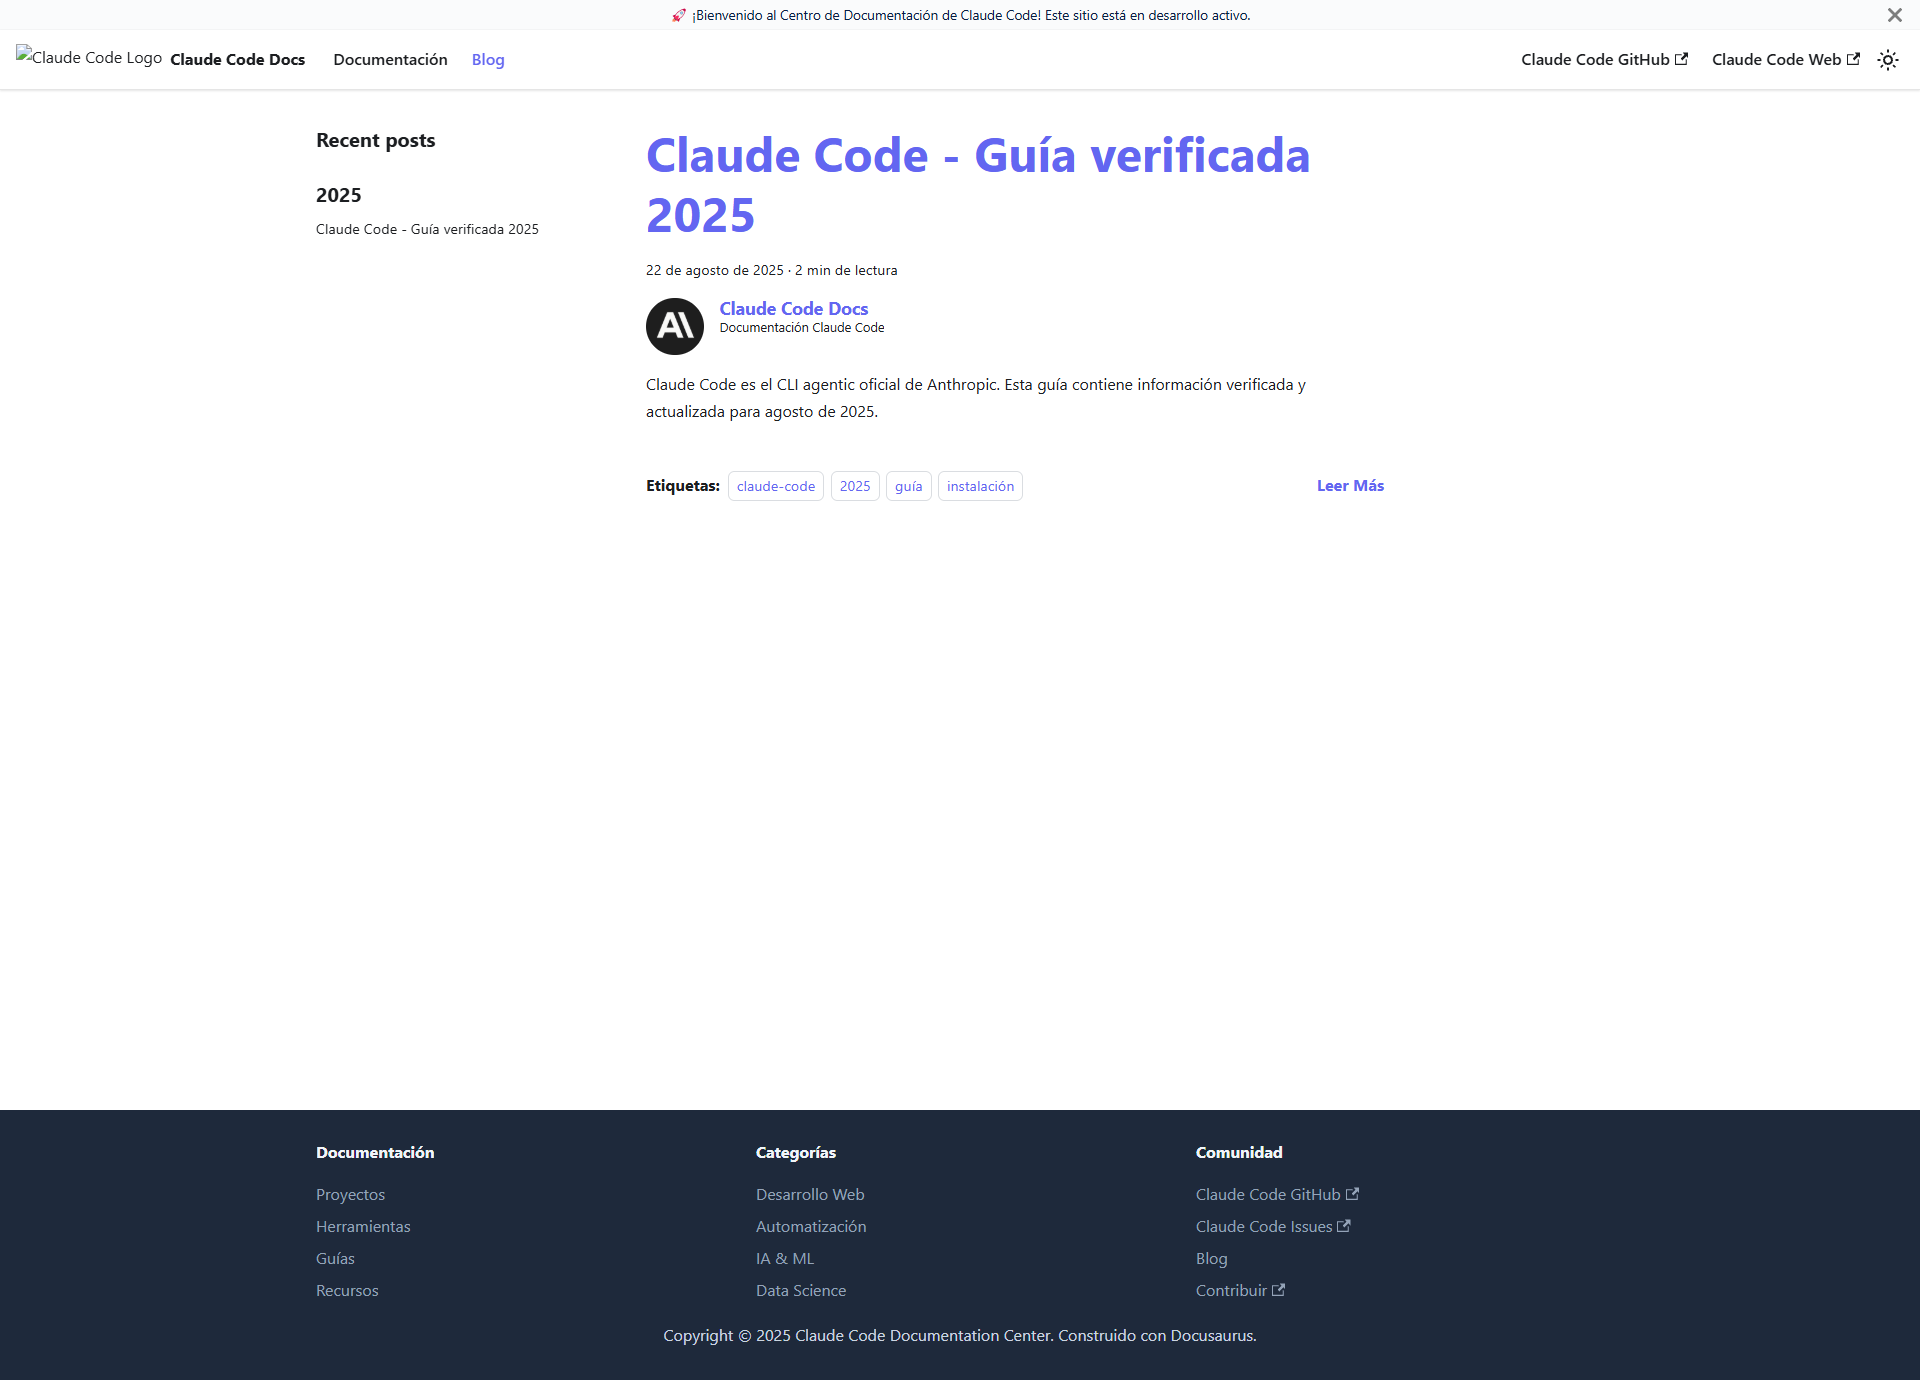 🚀 ¡Bienvenido al Centro de Documentación de Claude Code! Este sitio está en desarrollo activo.
Claude Code Logo Claude Code Docs Documentación Blog Claude Code GitHub Claude Code Web
Recent posts
2025
Claude Code - Guía verificada 2025
Claude Code - Guía verificada
2025
22 de agosto de 2025 · 2 min de lectura
Claude Code Docs
Documentación Claude Code
Claude Code es el CLI agentic oficial de Anthropic. Esta guía contiene información verificada y
actualizada para agosto de 2025.
Etiquetas: claude-code 2025 guía instalación Leer Más
Documentación
Proyectos
Herramientas
Guías
Recursos
Categorías
Desarrollo Web
Automatización
IA & ML
Data Science
Comunidad
Claude Code GitHub
Claude Code Issues
Blog
Contribuir
Copyright © 2025 Claude Code Documentation Center. Construido con Docusaurus.